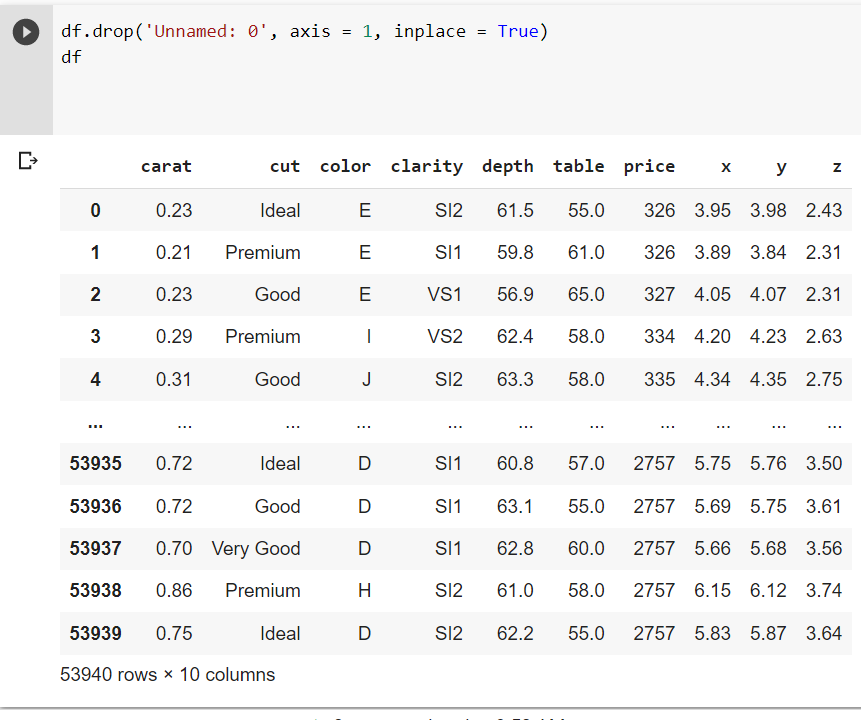 df.drop('Unnamed: 0', axis = 1, inplace = True)
df
carat cut color clarity depth table price x y z
0 0.23 Ideal E SI2 61.5 55.0 326 3.95 3.98 2.43
1 0.21 Premium E SI1 59.8 61.0 326 3.89 3.84 2.31
2 0.23 Good E VS1 56.9 65.0 327 4.05 4.07 2.31
3 0.29 Premium I VS2 62.4 58.0 334 4.20 4.23 2.63
4 0.31 Good J SI2 63.3 58.0 335 4.34 4.35 2.75
... ... ... ... ... ... ... ... ... ... ...
53935 0.72 Ideal D SI1 60.8 57.0 2757 5.75 5.76 3.50
53936 0.72 Good D SI1 63.1 55.0 2757 5.69 5.75 3.61
53937 0.70 Very Good D SI1 62.8 60.0 2757 5.66 5.68 3.56
53938 0.86 Premium H SI2 61.0 58.0 2757 6.15 6.12 3.74
53939 0.75 Ideal D SI2 62.2 55.0 2757 5.83 5.87 3.64
53940 rows × 10 columns